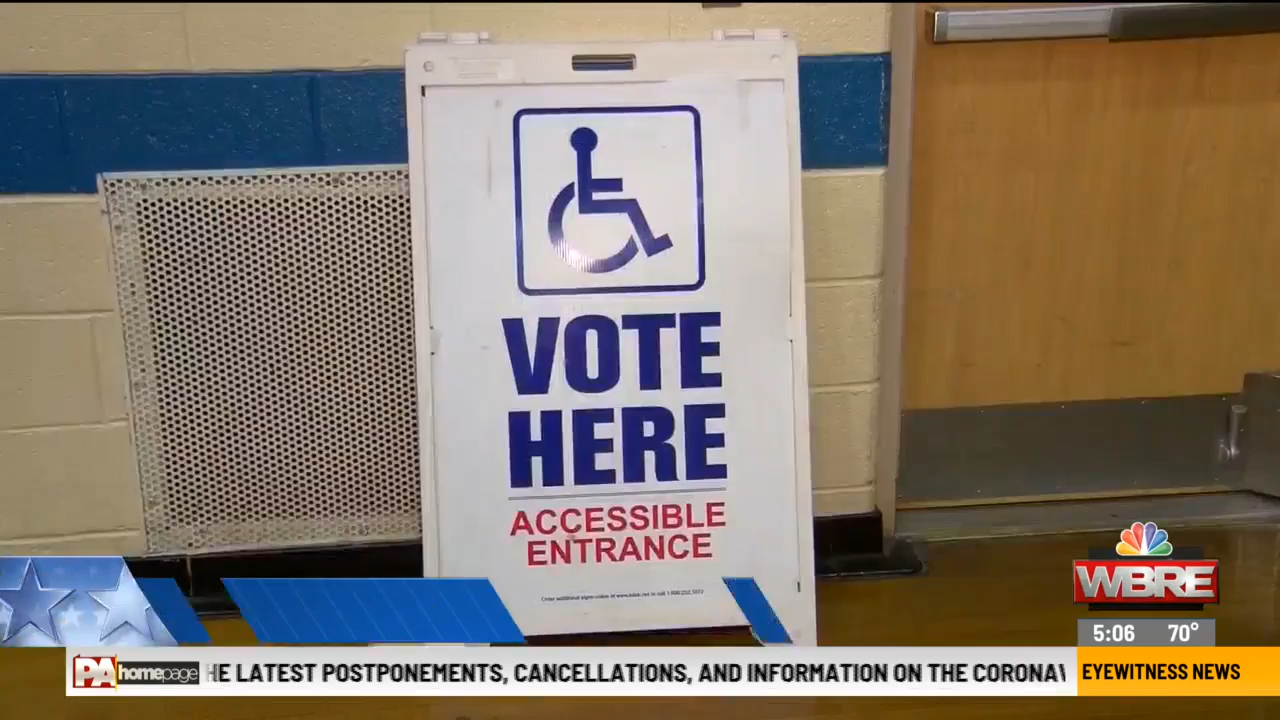 VOTE
HERE
ACCESSIBLE
ENTRANCE
WBRE
5:06 70°
PA homepage HE LATEST POSTPONEMENTS, CANCELLATIONS, AND INFORMATION ON THE CORONAV
EYEWITNESS NEWS